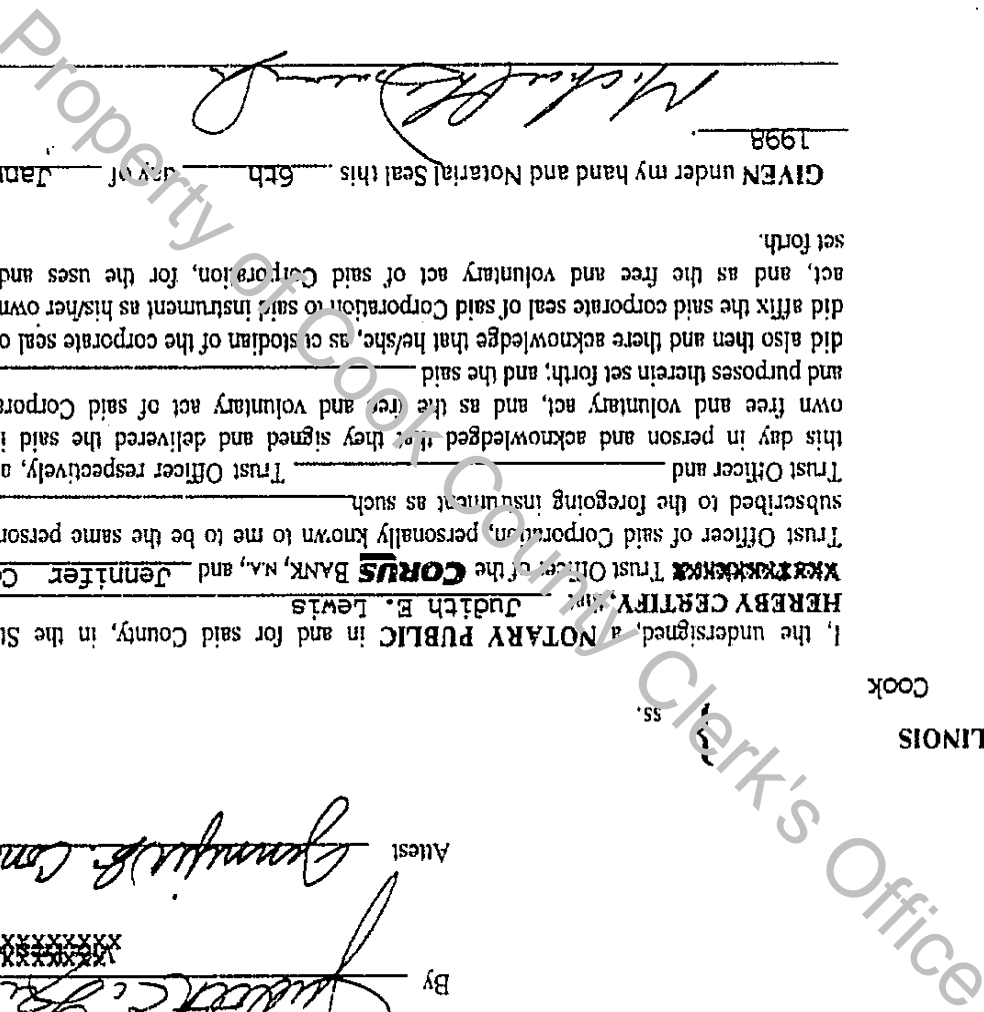 By
Attest Jennifer
LINOIS
ss.
Cook
I, the undersigned, a NOTARY PUBLIC in and for said County, in the St
HEREBY CERTIFY, that Judith E. Lewis
Trust Officer of the CORUS BANK, N.A., and Jennifer Co
Trust Officer of said Corporation, personally known to me to be the same person
subscribed to the foregoing instrument as such
Trust Officer and Trust Officer respectively, a
this day in person and acknowledged that they signed and delivered the said i
own free and voluntary act, and as the free and voluntary act of said Corpora
and purposes therein set forth; and the said
did also then and there acknowledge that he/she, as custodian of the corporate seal o
did affix the said corporate seal of said Corporation to said instrument as his/her own
act, and as the free and voluntary act of said Corporation, for the uses and
set forth.
GIVEN under my hand and Notarial Seal this 6th day of Janu
1998
Property of Cook County Clerk's Office